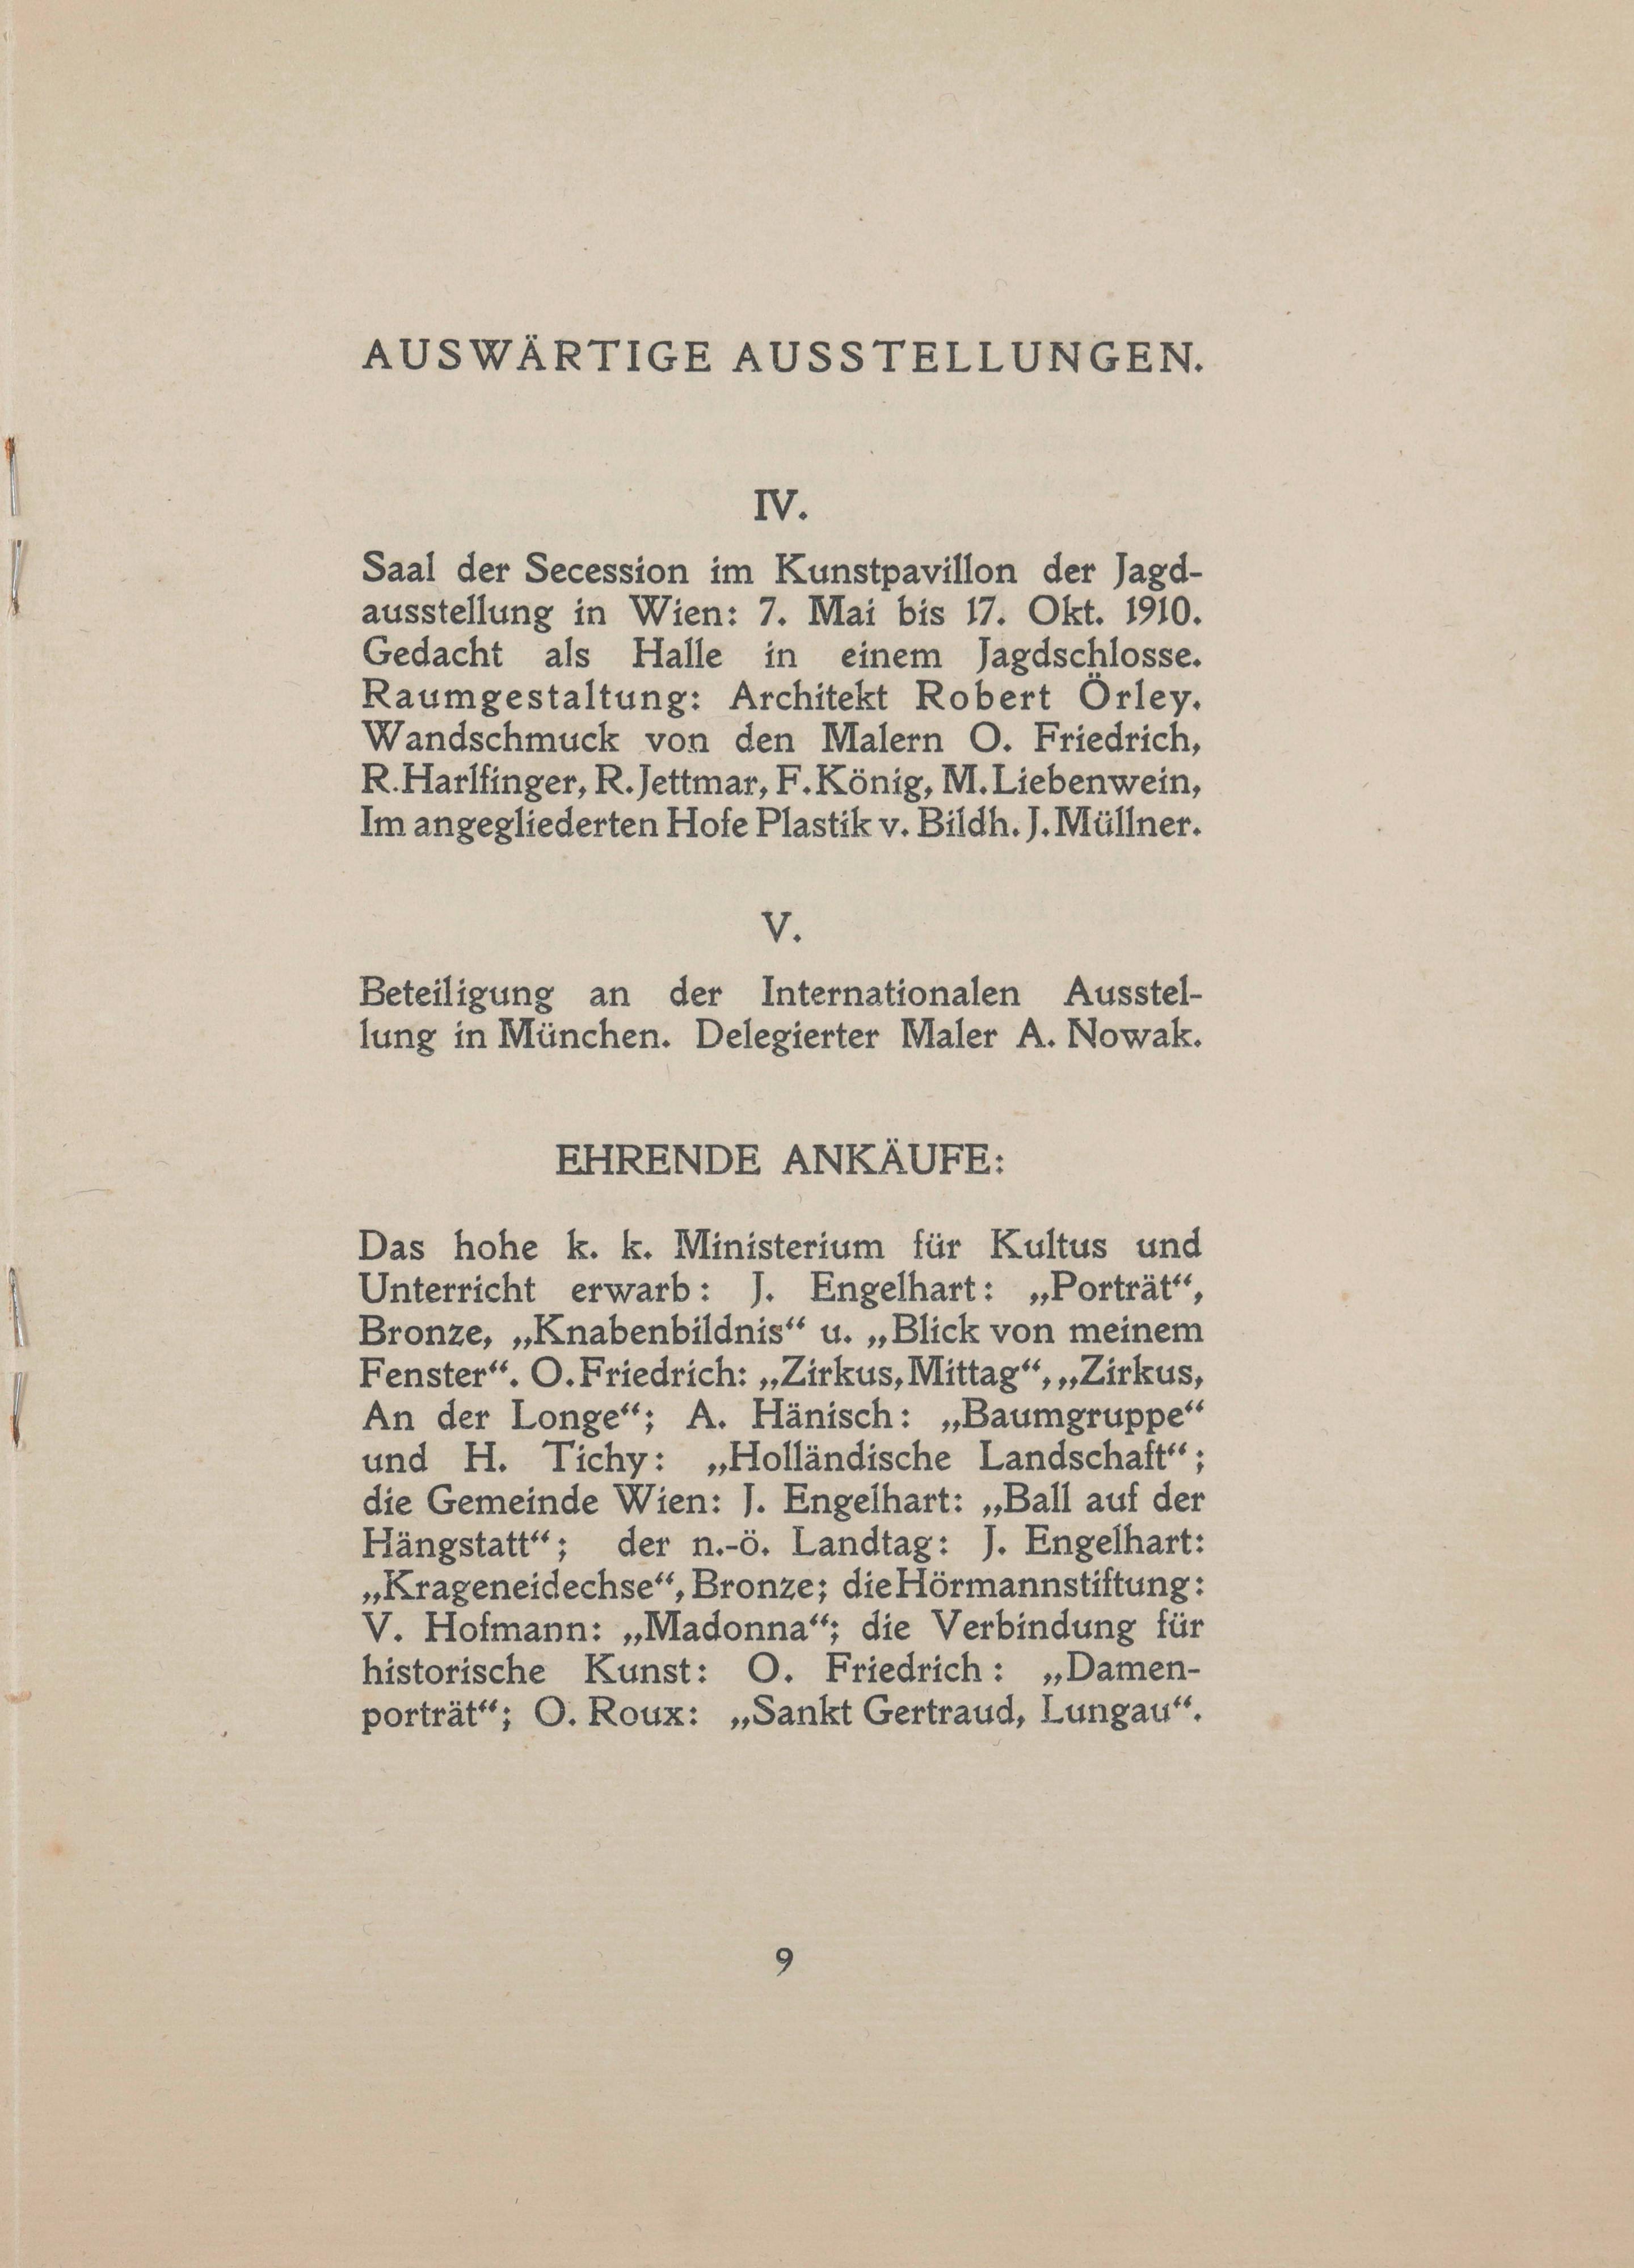 AUSWÄRTIGE AUSSTELLUNGEN.
IV.
Saal der Secession im Kunstpavillon der Jagd-
ausstellung in Wien: 7. Mai bis 17. Okt. 1910.
Gedacht als Halle in einem Jagdschlosse.
Raumgestaltung: Architekt Robert Örley.
Wandschmuck von den Malern O. Friedrich,
R. Harlfinger, R. Jettmar, F. König, M. Liebenwein,
Im angegliederten Hofe Plastik v. Bildh. J. Müllner.
V.
Beteiligung an der Internationalen Ausstel-
lung in München. Delegierter Maler A. Nowak.
EHRENDE ANKÄUFE:
Das hohe k. k. Ministerium für Kultus und
Unterricht erwarb: J. Engelhart: „Porträt“,
Bronze, „Knabenbildnis“ u. „Blick von meinem
Fenster“. O. Friedrich: „Zirkus, Mittag“, „Zirkus,
An der Longe“; A. Hänisch: „Baumgruppe“
und H. Tichy: „Holländische Landschaft“;
die Gemeinde Wien: J. Engelhart: „Ball auf der
Hängstatt“; der n.-ö. Landtag: J. Engelhart:
„Krageneidechse“, Bronze; die Hörmannstiftung:
V. Hofmann: „Madonna“; die Verbindung für
historische Kunst: O. Friedrich: „Damen-
porträt“; O. Roux: „Sankt Gertraud, Lungau“.
9